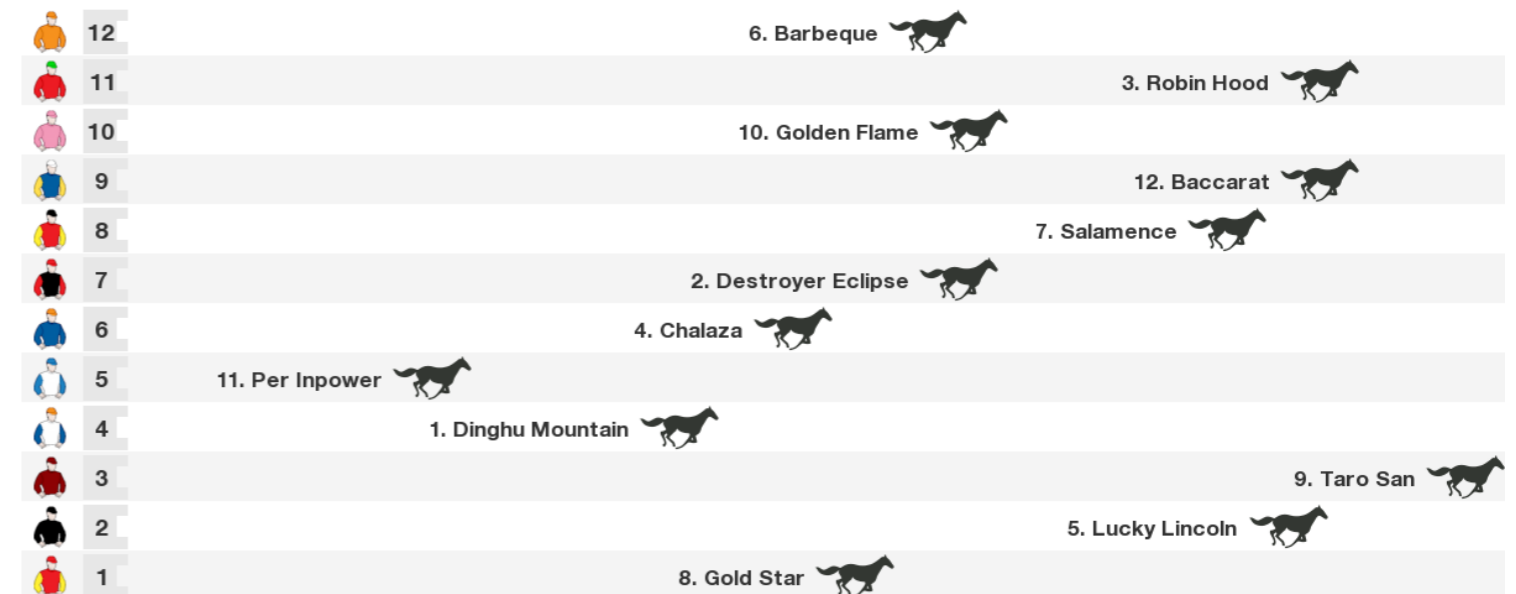 12 6. Barbeque
11 3. Robin Hood
10 10. Golden Flame
9 12. Baccarat
8 7. Salamence
7 2. Destroyer Eclipse
6 4. Chalaza
5 11. Per Inpower
4 1. Dinghu Mountain
3 9. Taro San
2 5. Lucky Lincoln
1 8. Gold Star